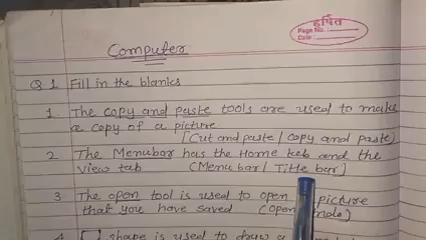 हर्षित
Page No.
Date
Computer
Q 1 Fill in the blanks
1. The copy and paste tools are used to make
a copy of a picture
[Cut and paste / copy and paste)
2 The Menubar has the Home teb and the
view tab (Menu bar / Title bar]
3 The open tool is used to open picture
that you have saved (Open
4 shape is used to draw a